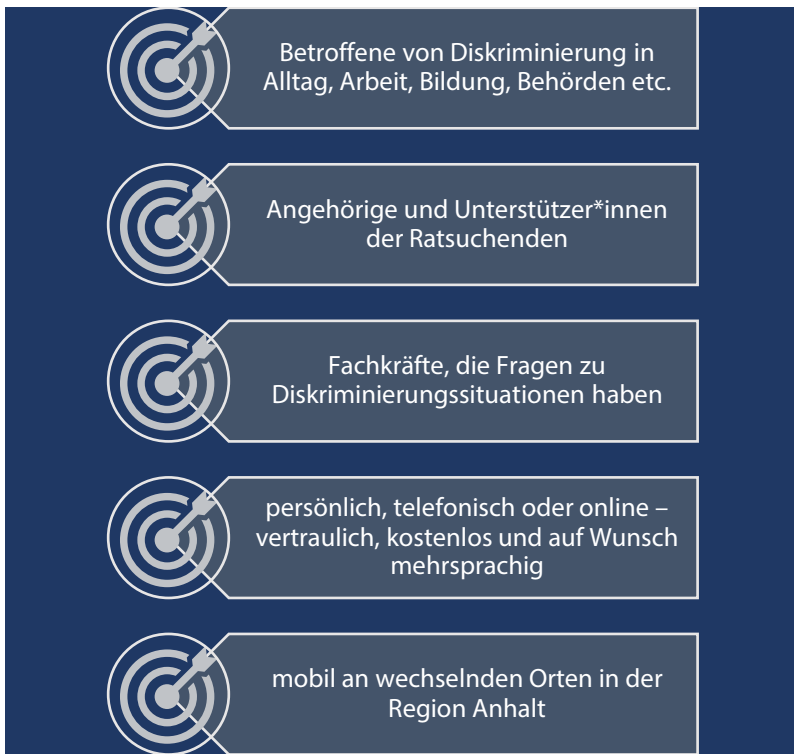 Betroffene von Diskriminierung in
Alltag, Arbeit, Bildung, Behörden etc.
Angehörige und Unterstützer*innen
der Ratsuchenden
Fachkräfte, die Fragen zu
Diskriminierungssituationen haben
persönlich, telefonisch oder online –
vertraulich, kostenlos und auf Wunsch
mehrsprachig
mobil an wechselnden Orten in der
Region Anhalt